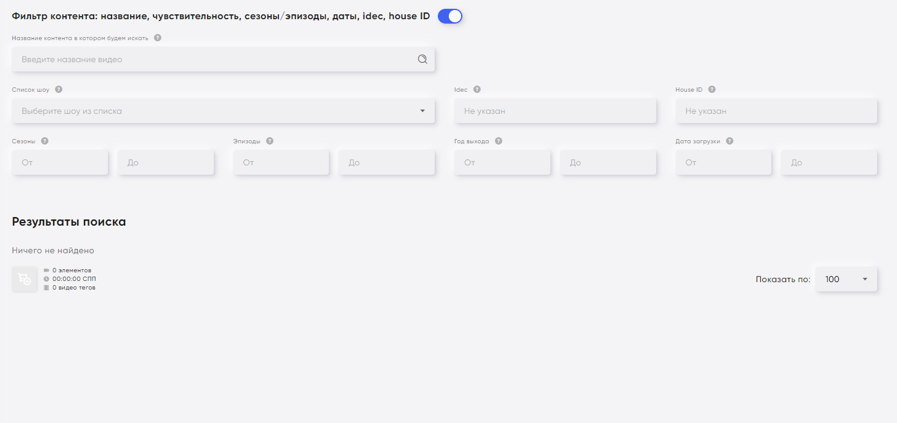 Фильтр контента: название, чувствительность, сезоны/эпизоды, даты, idec, house ID
Название контента в котором будем искать ?
Введите название видео
Список шоу ? Idec ? House ID ?
Выберите шоу из списка Не указан Не указан
Сезоны ? Эпизоды ? Год выхода ? Дата загрузки ?
От До От До От До От До
Результаты поиска
Ничего не найдено
0 элементов
00:00:00 СПП
0 видео тегов
Показать по: 100